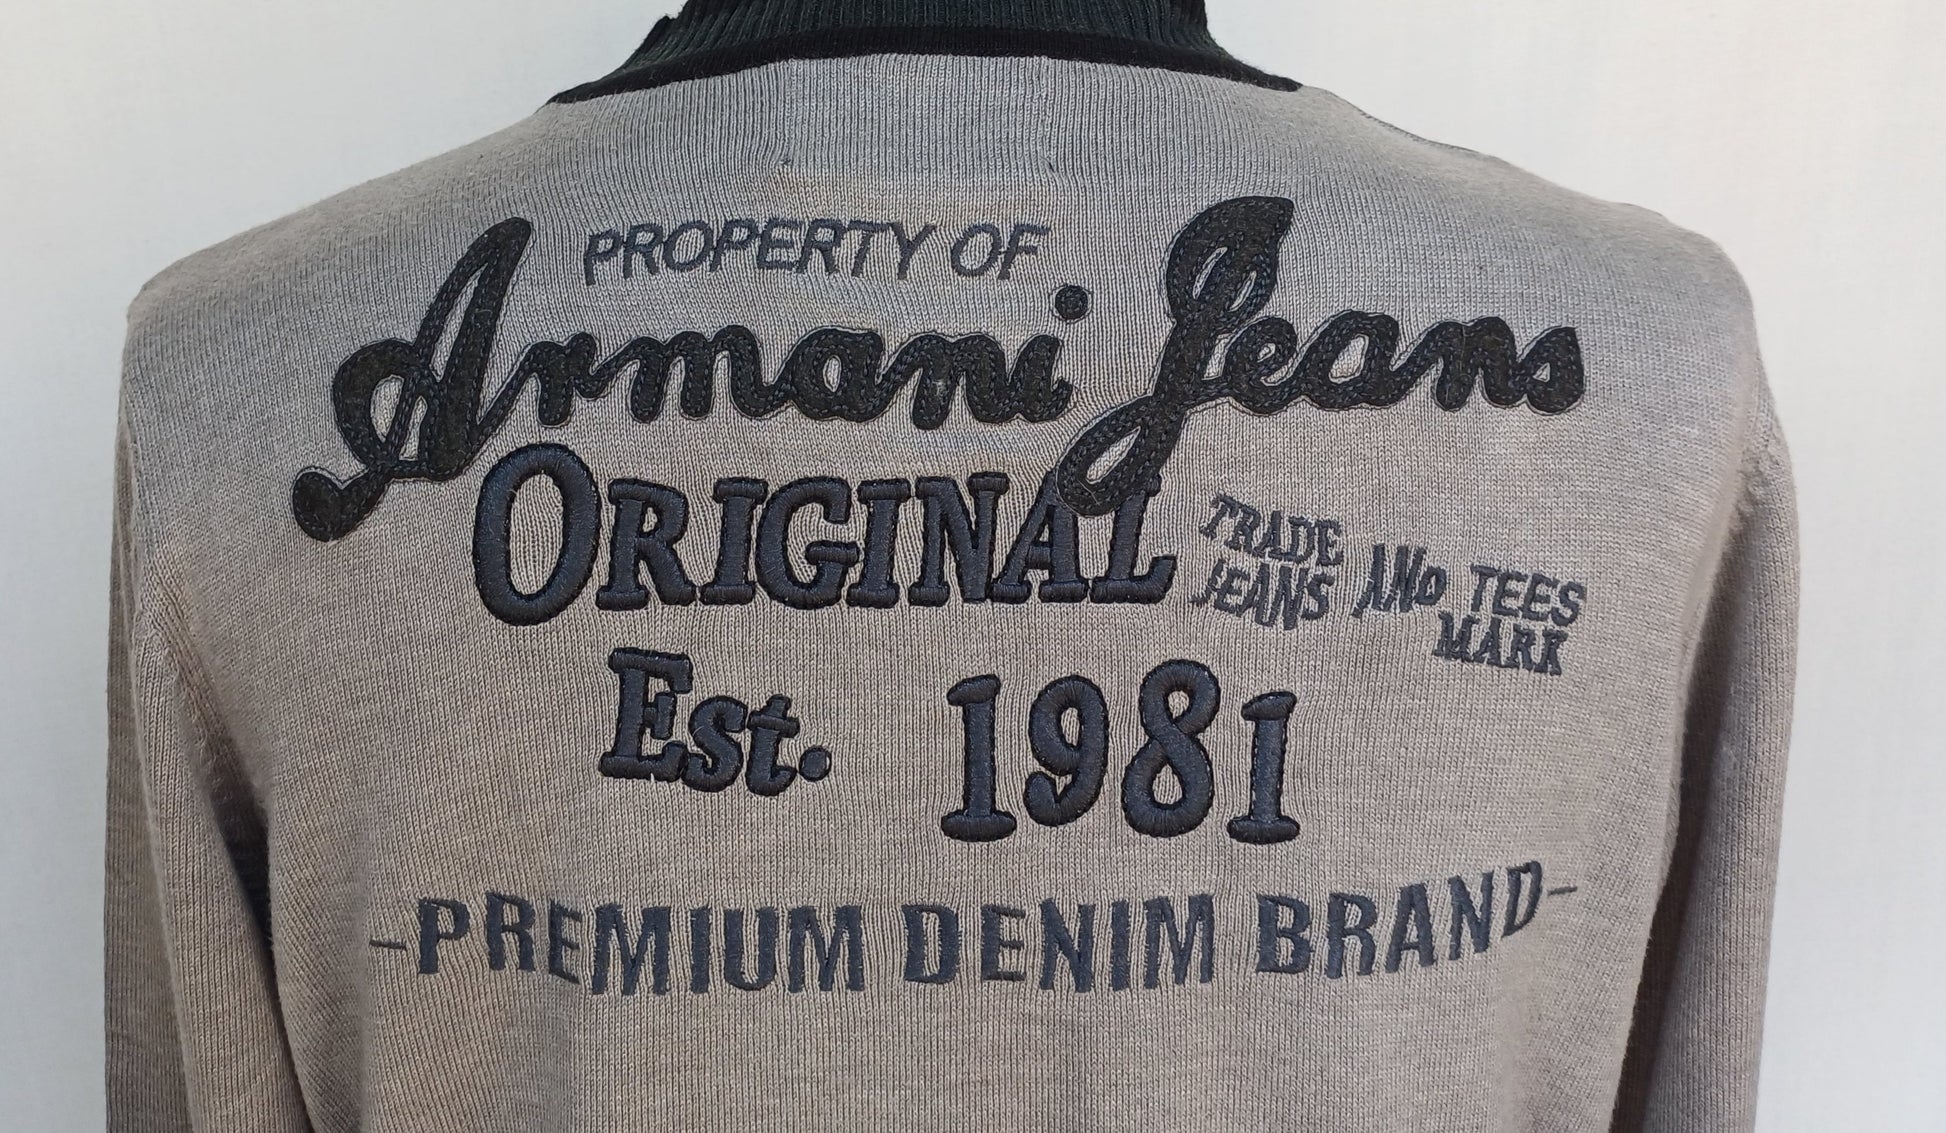 PROPERTY OF
Armani Jeans
ORIGINAL
TRADE
JEANS AND TEES
MARK
Est. 1981
-PREMIUM DENIM BRAND-